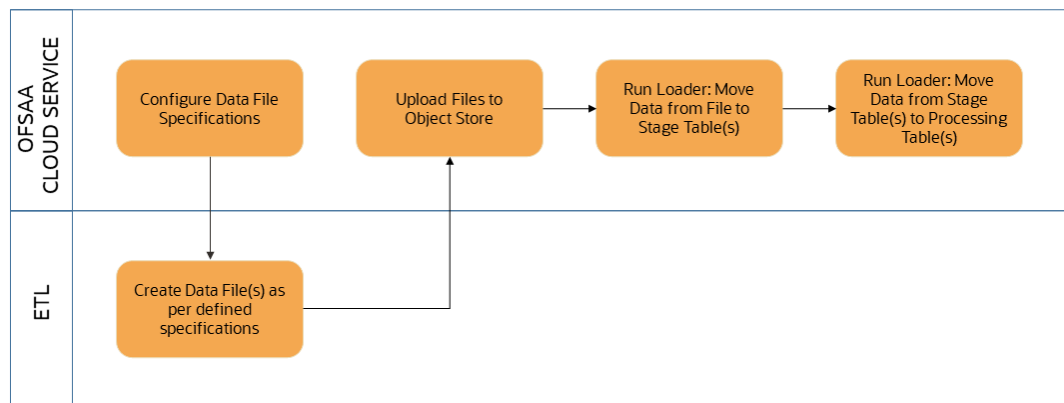 OFSAA
CLOUD SERVICE
Configure Data File
Specifications
Upload Files to
Object Store
Run Loader: Move
Data from File to
Stage Table(s)
Run Loader: Move
Data from Stage
Table(s) to Processing
Table(s)
ETL
Create Data File(s) as
per defined
specifications